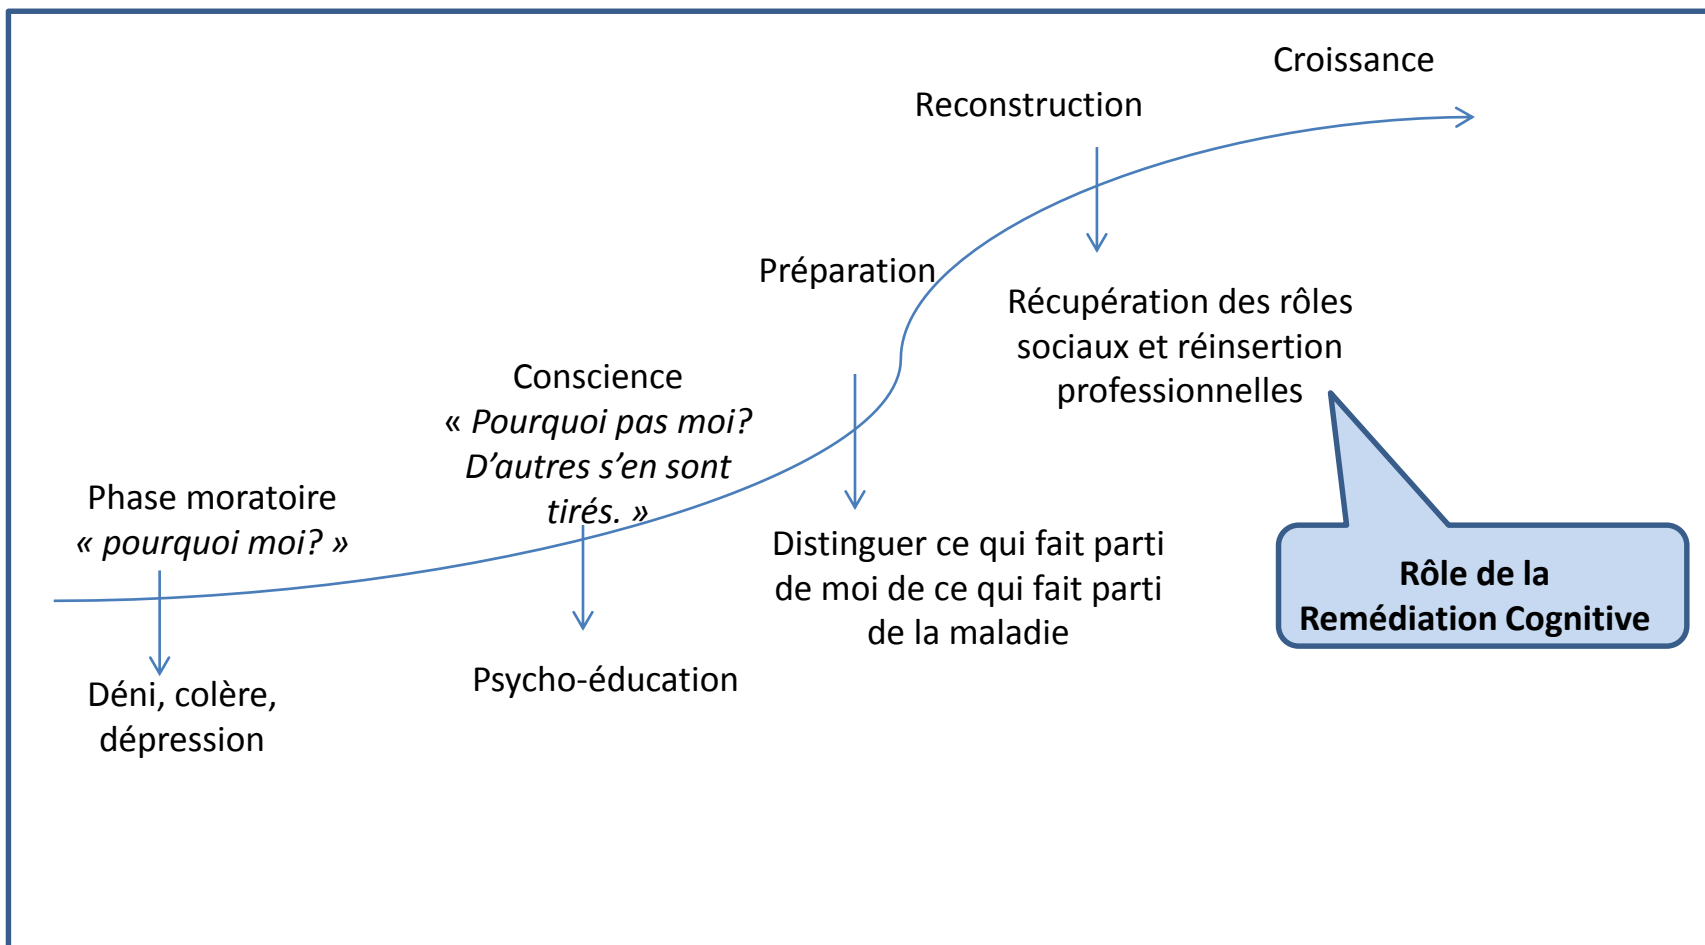 Croissance
Reconstruction
Préparation
Récupération des rôles
sociaux et réinsertion
professionnelles
Conscience
« Pourquoi pas moi?
D’autres s’en sont
tirés. »
Phase moratoire
« pourquoi moi? »
Distinguer ce qui fait parti
de moi de ce qui fait parti
de la maladie
Rôle de la
Remédiation Cognitive
Psycho-éducation
Déni, colère,
dépression